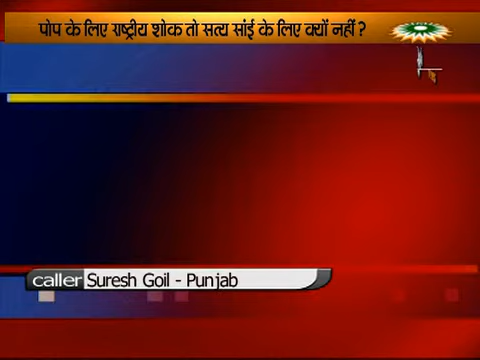 पोप के लिए राष्ट्रीय शोक तो सत्य सांई के लिए क्यों नहीं ?
caller Suresh Goil - Punjab